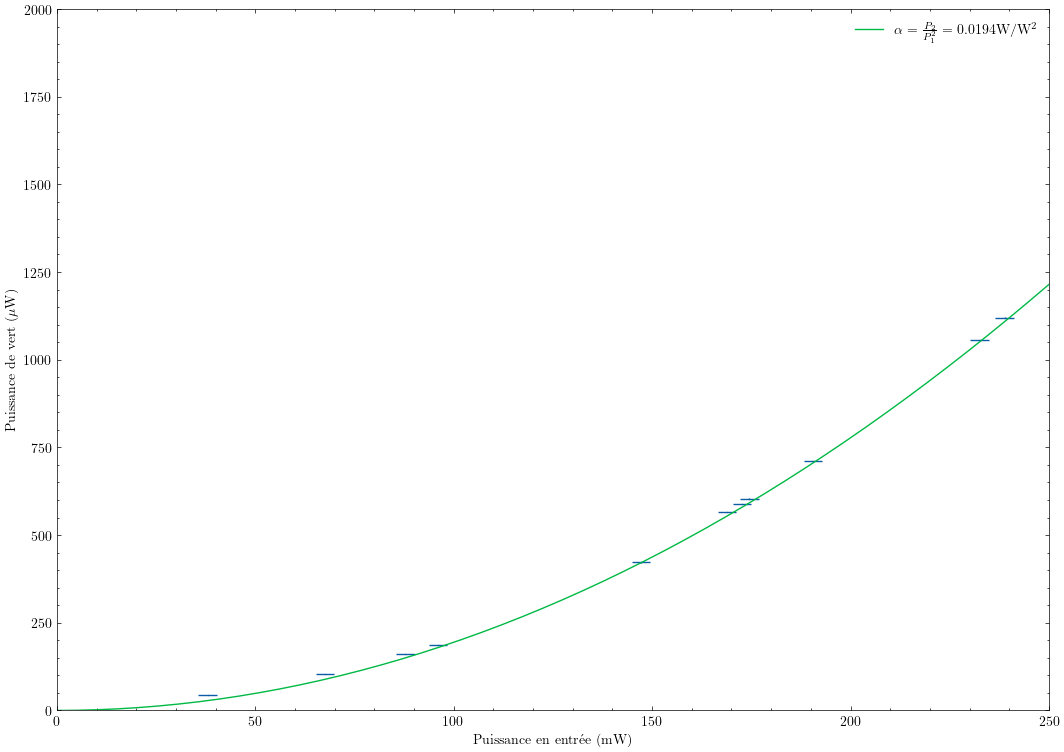 2000
α = P₂/P₁² = 0.0194W/W²
1750
1500
1250
1000
750
500
250
0
Puissance de vert (μW)
0 50 100 150 200 250
Puissance en entrée (mW)